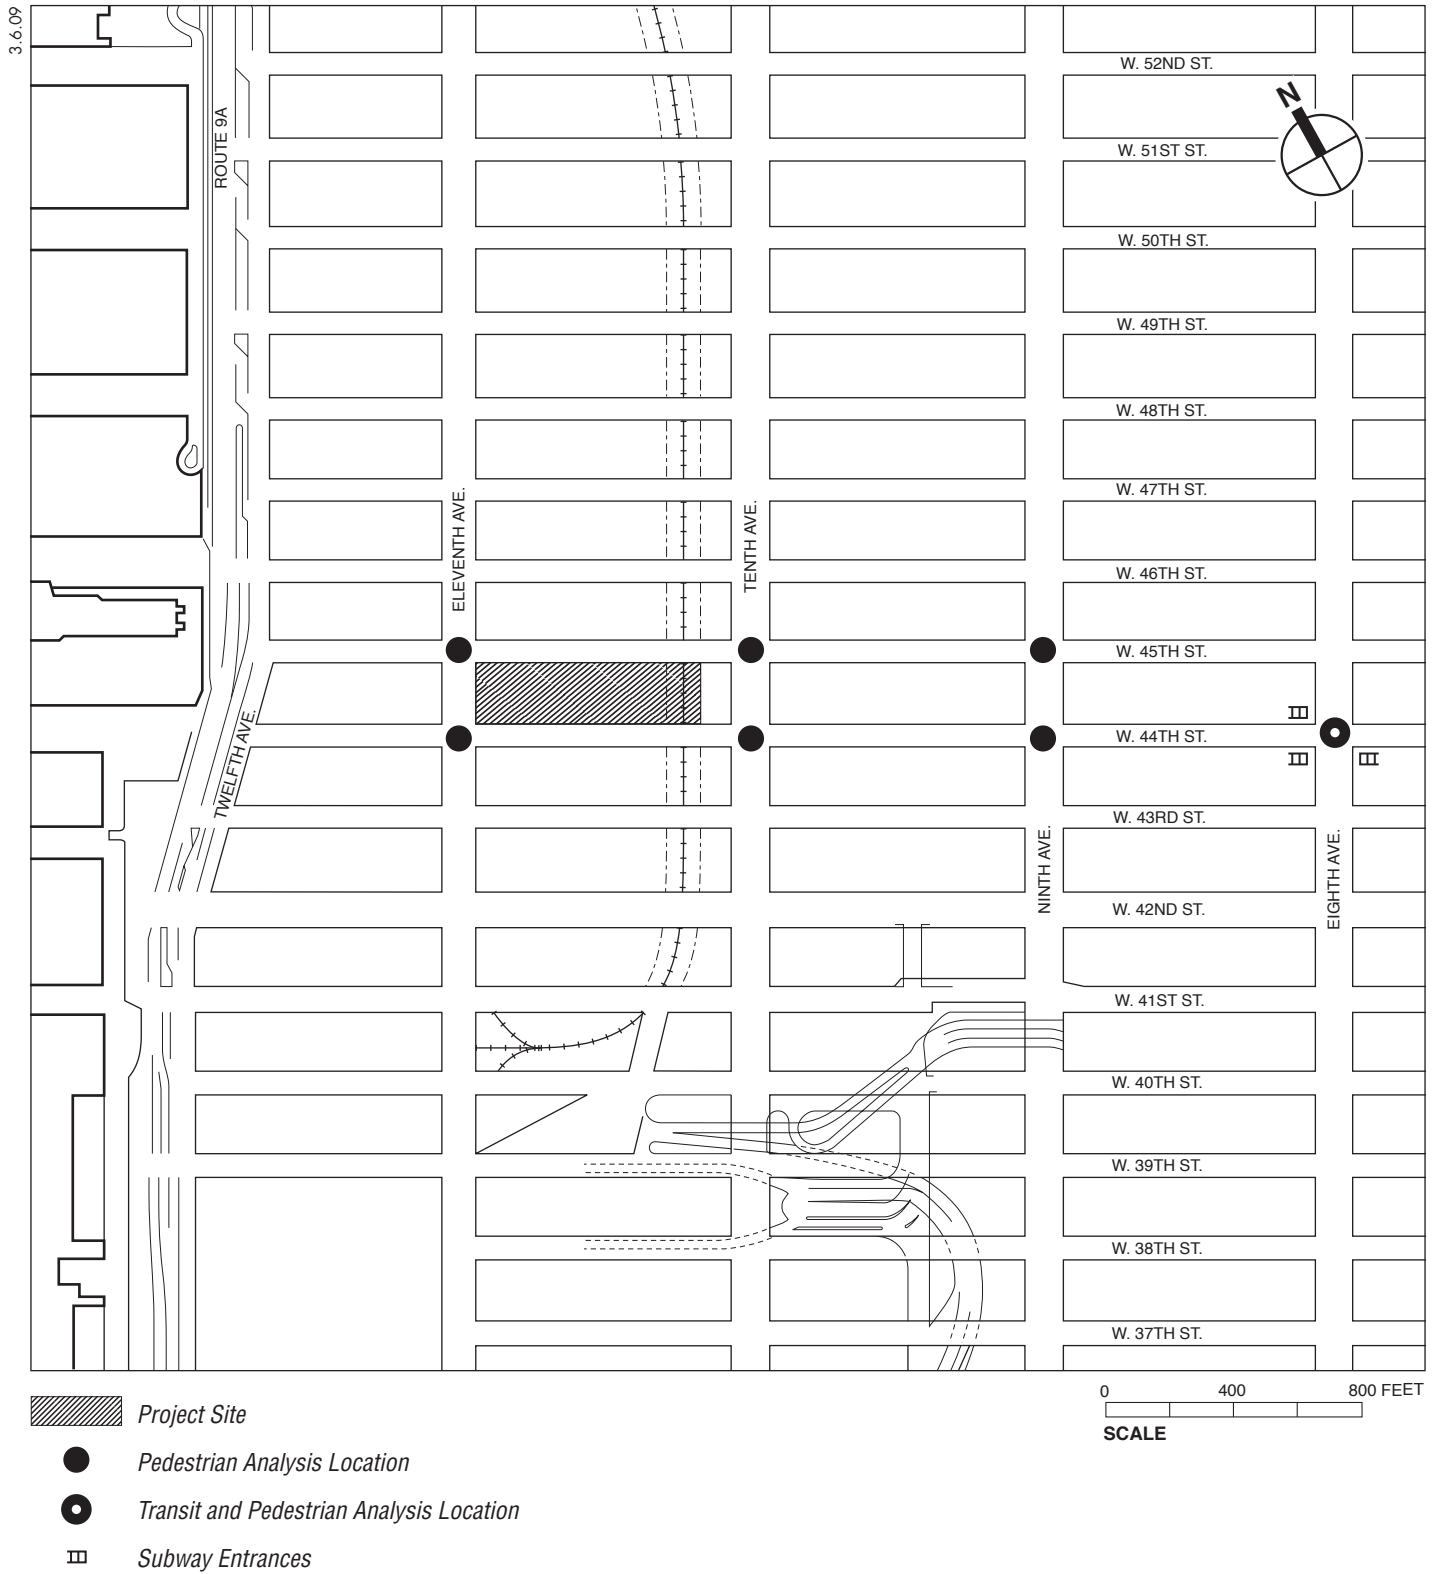 3.6.09
W. 52ND ST.
N
ROUTE 9A
W. 51ST ST.
W. 50TH ST.
W. 49TH ST.
W. 48TH ST.
W. 47TH ST.
ELEVENTH AVE.
TENTH AVE.
W. 46TH ST.
W. 45TH ST.
TWELFTH AVE.
W. 44TH ST.
W. 43RD ST.
NINTH AVE.
EIGHTH AVE.
W. 42ND ST.
W. 41ST ST.
W. 40TH ST.
W. 39TH ST.
W. 38TH ST.
W. 37TH ST.
0 400 800 FEET
SCALE
Project Site
Pedestrian Analysis Location
Transit and Pedestrian Analysis Location
Subway Entrances